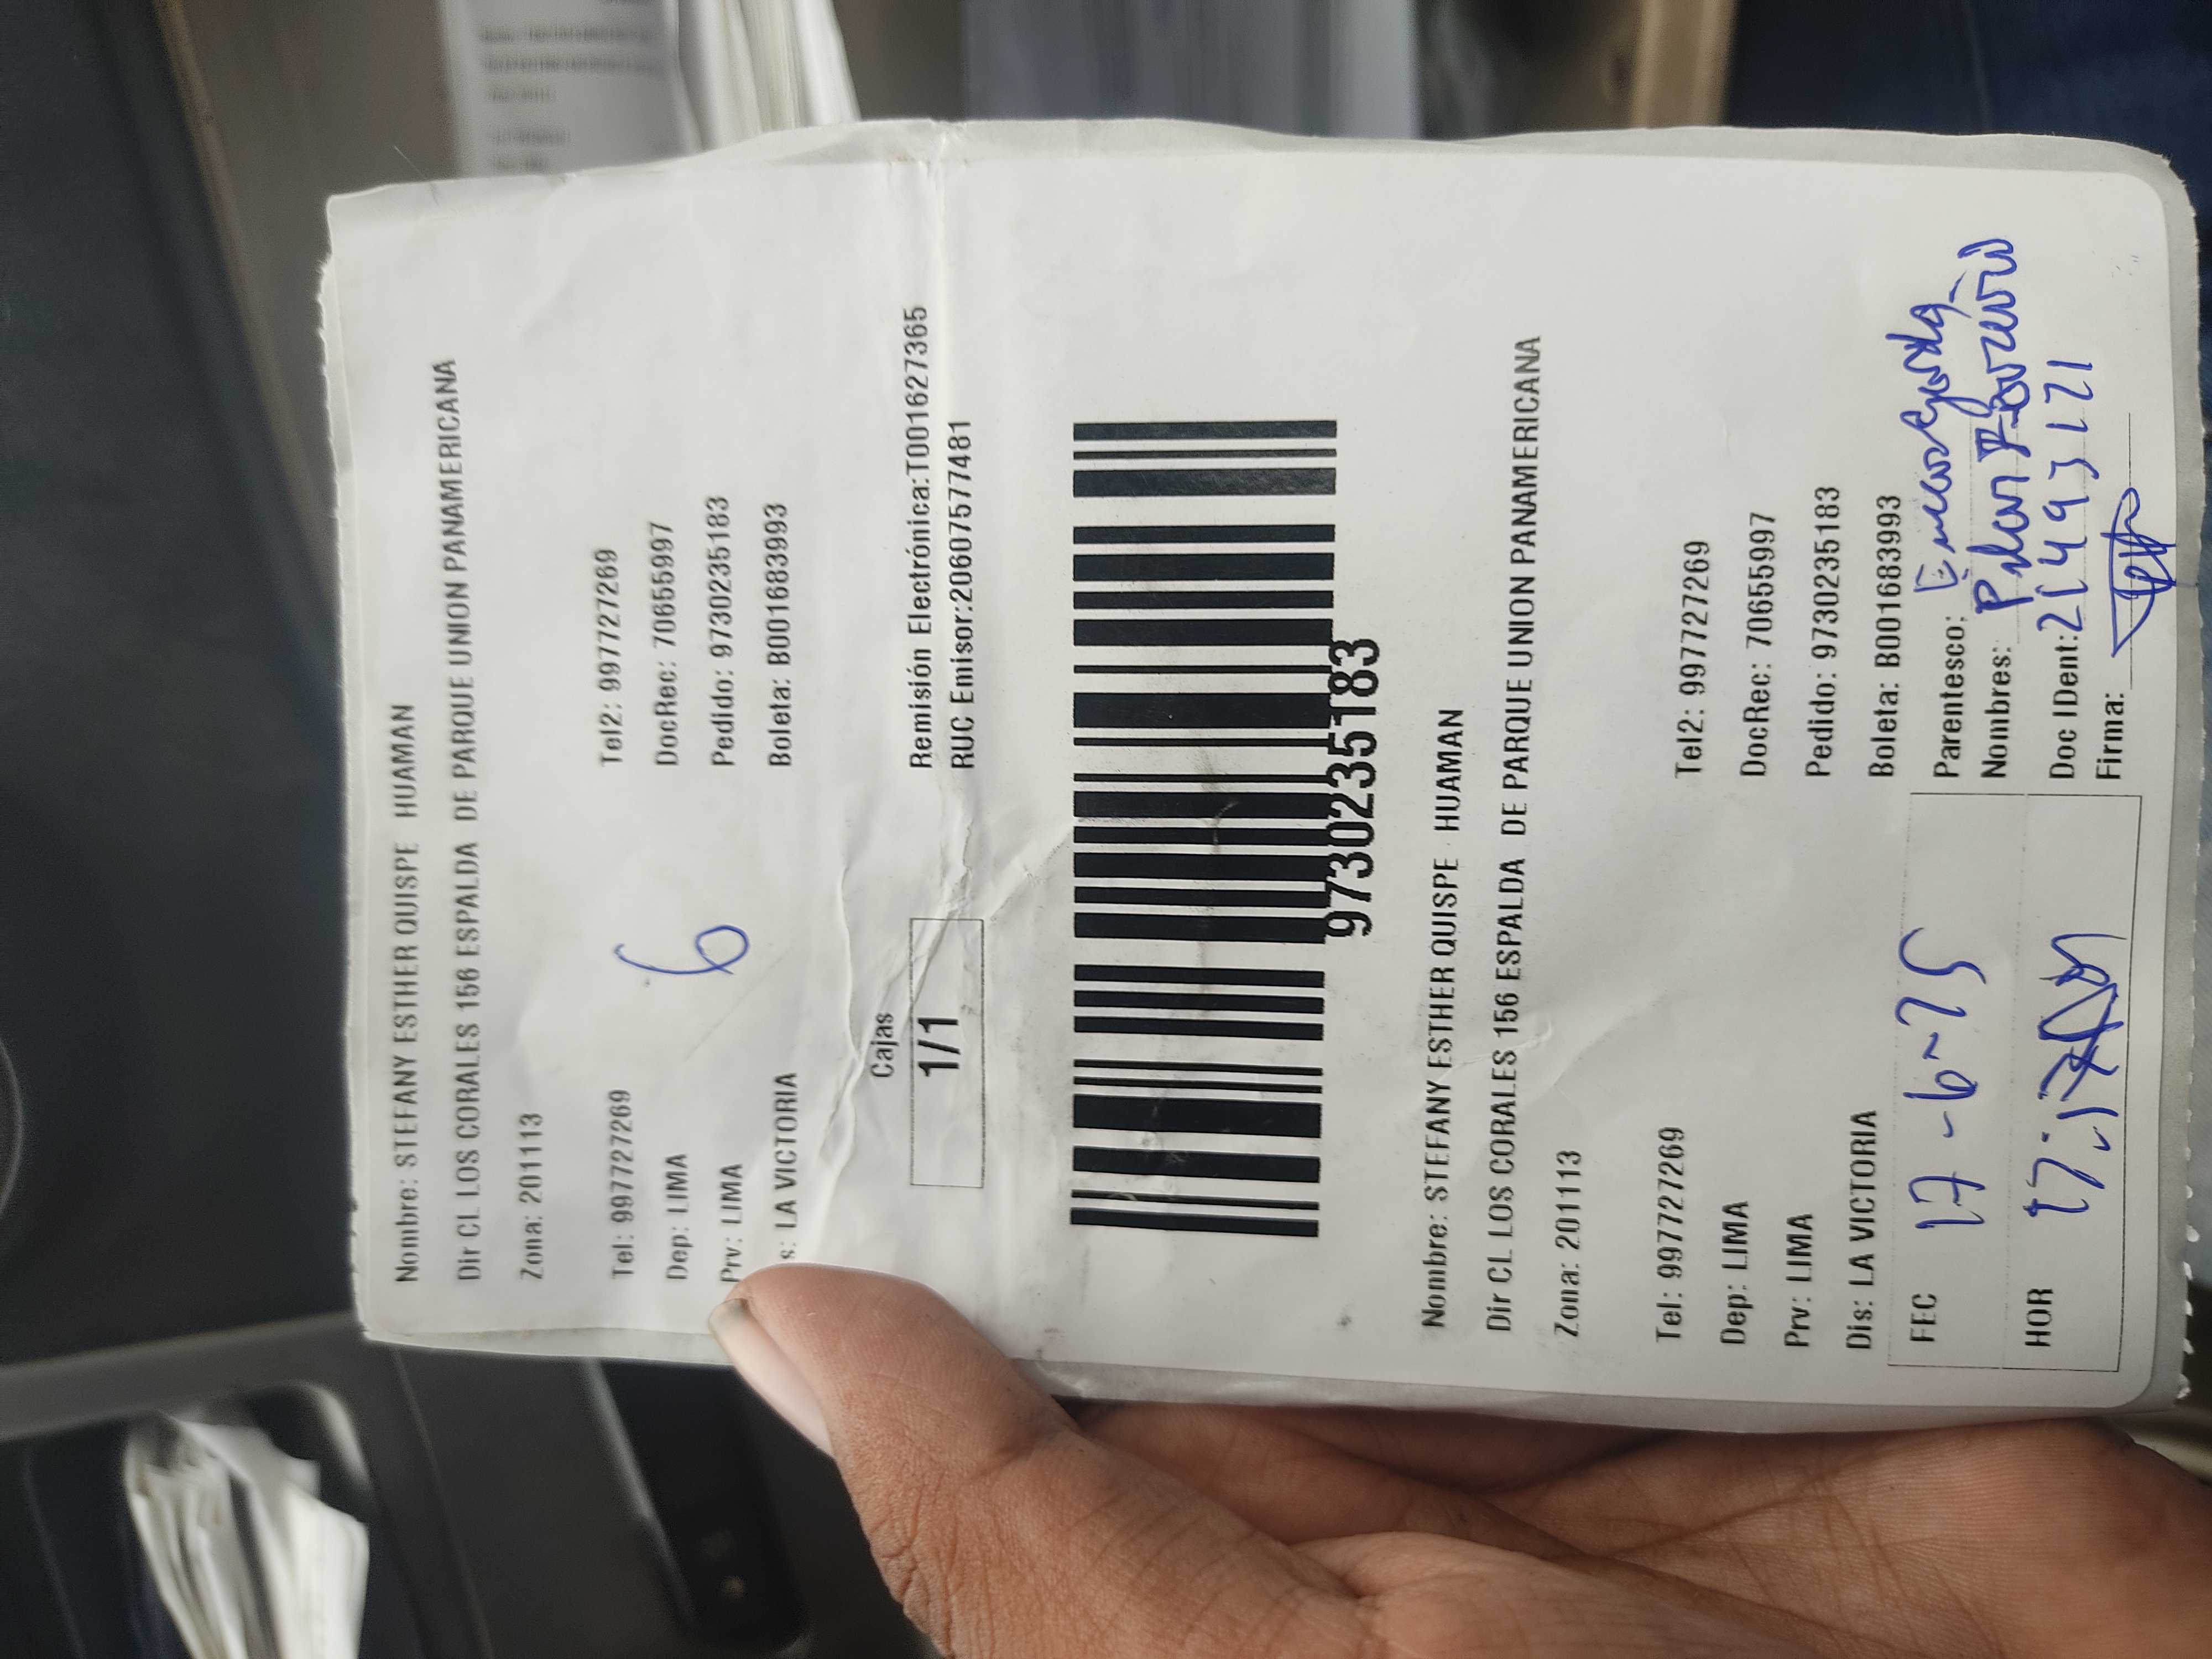 Nombre: STEFANY ESTHER QUISPE HUAMAN
Dir CL LOS CORALES 156 ESPALDA DE PARQUE UNION PANAMERICANA
Zona: 201113
Tel: 997727269 Tel2: 997727269
Dep: LIMA DocRec: 70655997
Prv: LIMA 6 Pedido: 9730235183
s: LA VICTORIA Boleta: B001683993
Cajas
1/1
Remisión Electrónica:T001627365
RUC Emisor:20607577481
9730235183
Nombre: STEFANY ESTHER QUISPE HUAMAN
Dir CL LOS CORALES 156 ESPALDA DE PARQUE UNION PANAMERICANA
Zona: 201113
Tel: 997727269 Tel2: 997727269
Dep: LIMA DocRec: 70655997
Prv: LIMA Pedido: 9730235183
Dis: LA VICTORIA Boleta: B001683993
FEC 17-6-25 Parentesco: Encargada
Nombres:
HOR Doc IDent:
Firma: